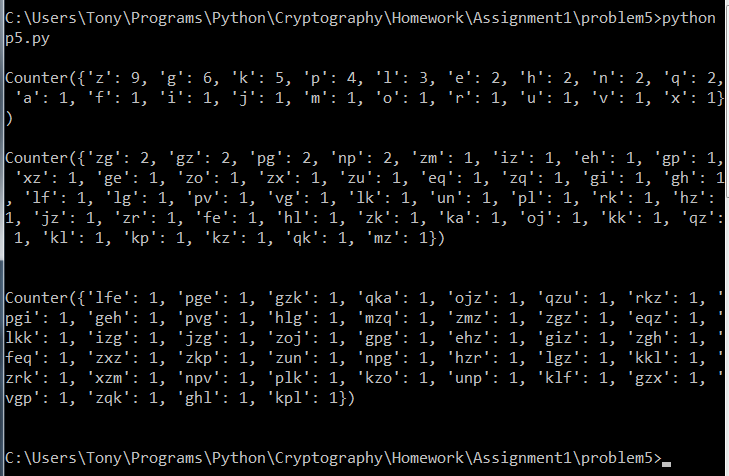 C:\Users\Tony\Programs\Python\Cryptography\Homework\Assignment1\problem5>python
p5.py
Counter({'z': 9, 'g': 6, 'k': 5, 'p': 4, 'l': 3, 'e': 2, 'h': 2, 'n': 2, 'q': 2,
 'a': 1, 'f': 1, 'i': 1, 'j': 1, 'm': 1, 'o': 1, 'r': 1, 'u': 1, 'v': 1, 'x': 1}
)
Counter({'zg': 2, 'gz': 2, 'pg': 2, 'np': 2, 'zm': 1, 'iz': 1, 'eh': 1, 'gp': 1,
 'xz': 1, 'ge': 1, 'zo': 1, 'zx': 1, 'zu': 1, 'eq': 1, 'zq': 1, 'gi': 1, 'gh': 1
, 'lf': 1, 'lg': 1, 'pv': 1, 'vg': 1, 'lk': 1, 'un': 1, 'pl': 1, 'rk': 1, 'hz':
1, 'jz': 1, 'zr': 1, 'fe': 1, 'hl': 1, 'zk': 1, 'ka': 1, 'oj': 1, 'kk': 1, 'qz':
 1, 'kl': 1, 'kp': 1, 'kz': 1, 'qk': 1, 'mz': 1})
Counter({'lfe': 1, 'pge': 1, 'gzk': 1, 'qka': 1, 'ojz': 1, 'qzu': 1, 'rkz': 1, '
pgi': 1, 'geh': 1, 'pvg': 1, 'hlg': 1, 'mzq': 1, 'zmz': 1, 'zgz': 1, 'eqz': 1, '
lkk': 1, 'izg': 1, 'jzg': 1, 'zoj': 1, 'gpg': 1, 'ehz': 1, 'giz': 1, 'zgh': 1, '
feq': 1, 'zxz': 1, 'zkp': 1, 'zun': 1, 'npg': 1, 'hzr': 1, 'lgz': 1, 'kkl': 1, '
zrk': 1, 'xzm': 1, 'npv': 1, 'plk': 1, 'kzo': 1, 'unp': 1, 'klf': 1, 'gzx': 1, '
vgp': 1, 'zqk': 1, 'ghl': 1, 'kpl': 1})
C:\Users\Tony\Programs\Python\Cryptography\Homework\Assignment1\problem5>